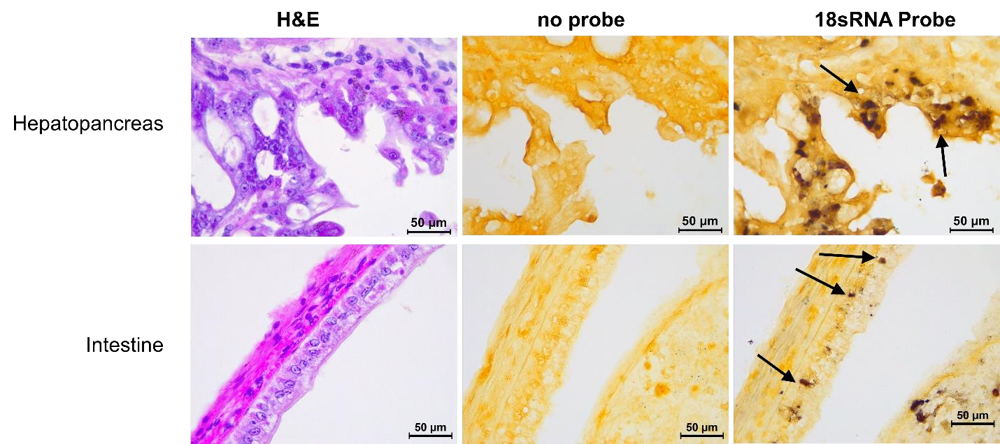 H&E
no probe
18sRNA Probe
Hepatopancreas
50 µm
50 µm
50 µm
Intestine
50 µm
50 µm
50 µm